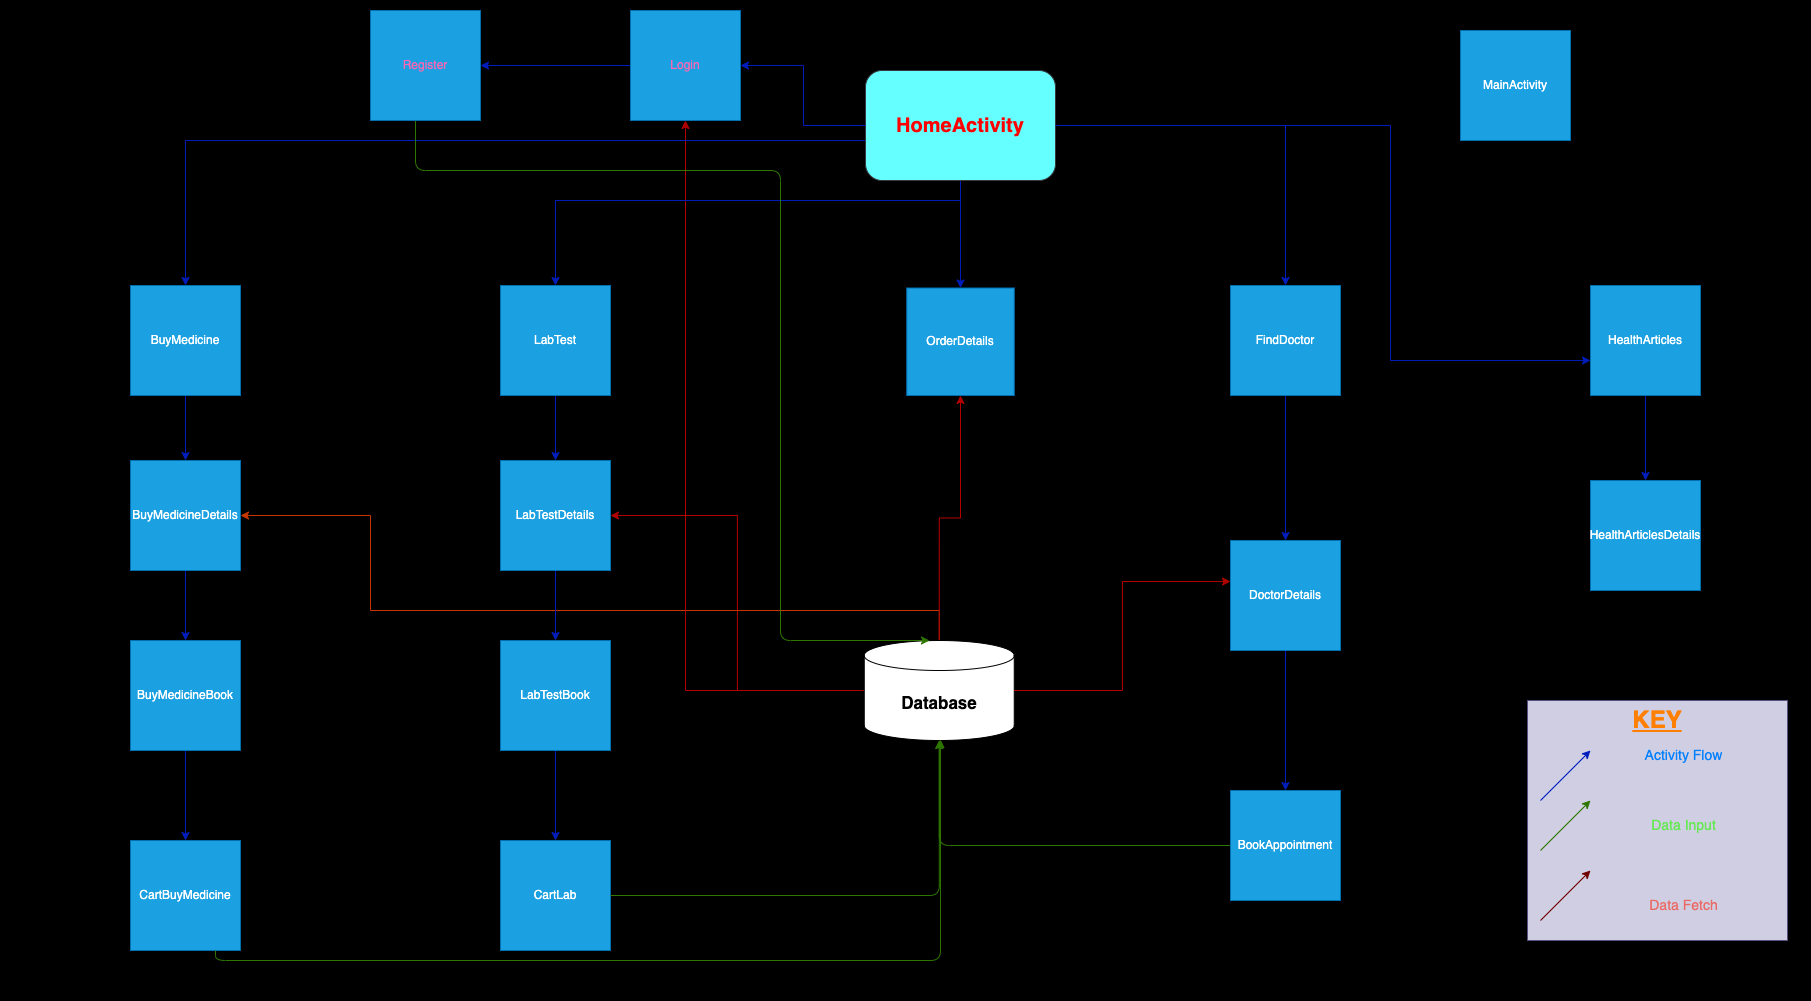 Register
Login
MainActivity
HomeActivity
BuyMedicine
LabTest
OrderDetails
FindDoctor
HealthArticles
BuyMedicineDetails
LabTestDetails
HealthArticlesDetails
DoctorDetails
BuyMedicineBook
LabTestBook
Database
KEY
Activity Flow
Data Input
BookAppointment
CartBuyMedicine
CartLab
Data Fetch